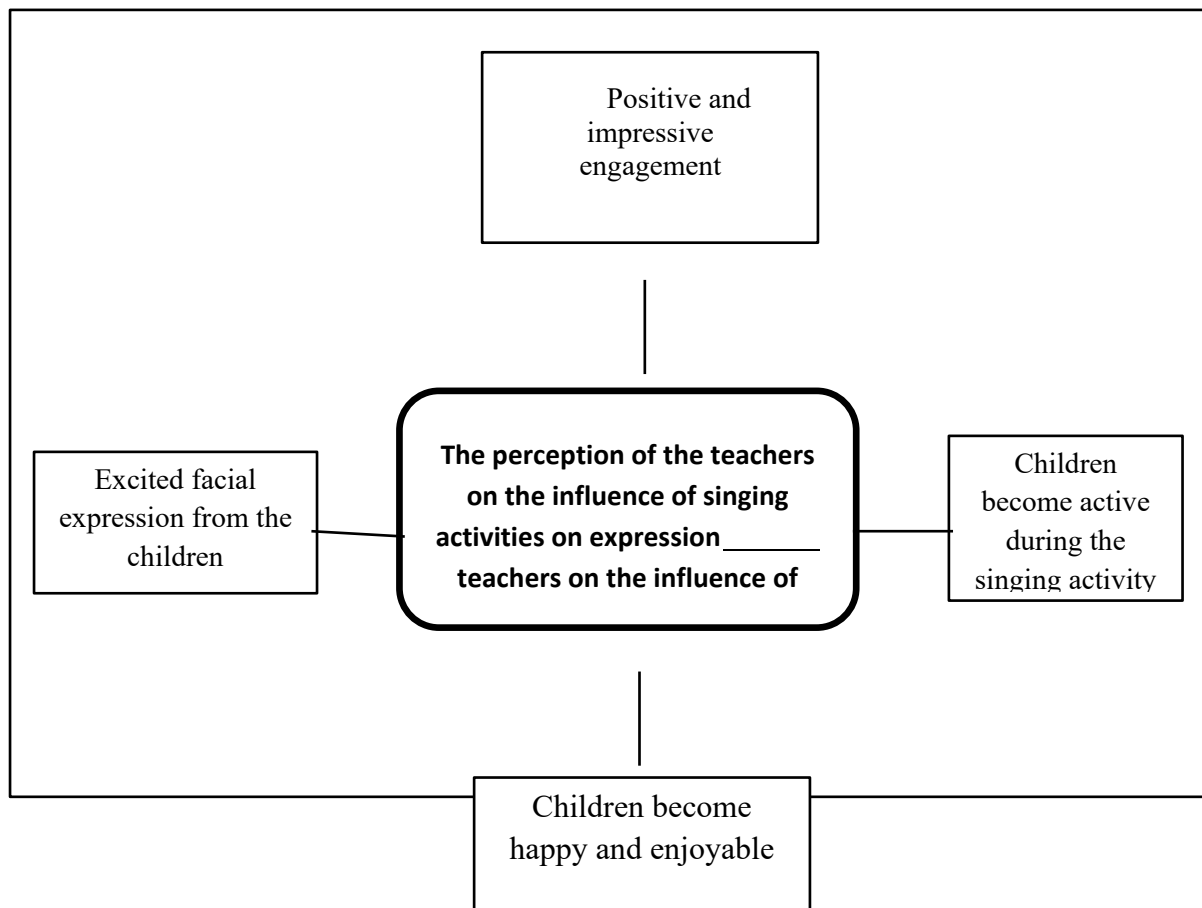 Positive and
impressive
engagement
The perception of the teachers
on the influence of singing
activities on expression______
teachers on the influence of
Excited facial
expression from the
children
Children
become active
during the
singing activity
Children become
happy and enjoyable